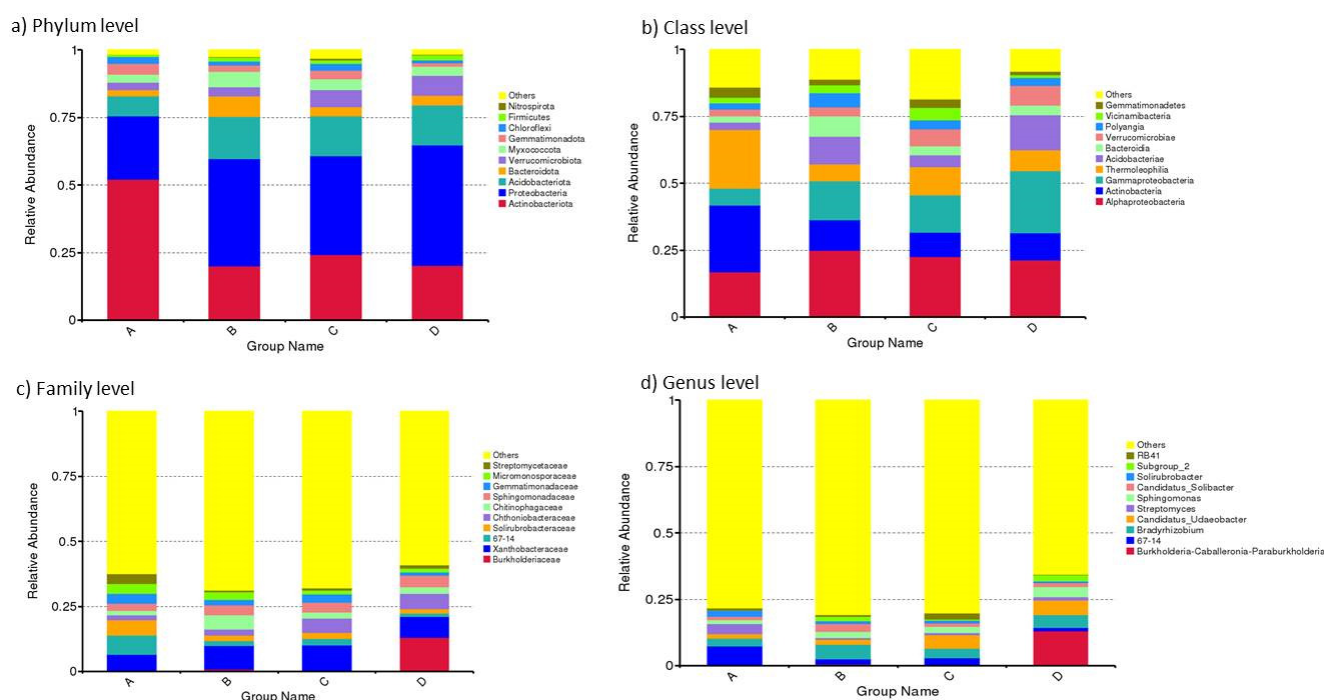 a) Phylum level
1
0.75
0.5
0.25
0
Relative Abundance
A
B
C
D
Group Name
Others
Nitrospirota
Firmicutes
Chloroflexi
Gemmatimonadota
Myxococcota
Verrucomicrobiota
Bacteroidota
Acidobacteriota
Proteobacteria
Actinobacteriota
b) Class level
1
0.75
0.5
0.25
0
Relative Abundance
A
B
C
D
Group Name
Others
Gemmatimonadetes
Vicinamibacteria
Polyangia
Verrucomicrobiae
Bacteroidia
Acidobacteriae
Thermoleophilia
Gammaproteobacteria
Actinobacteria
Alphaproteobacteria
c) Family level
1
0.75
0.5
0.25
0
Relative Abundance
A
B
C
D
Group Name
Others
Streptomycetaceae
Micromonosporaceae
Gemmatimonadaceae
Sphingomonadaceae
Chitinophagaceae
Chthoniobacteraceae
Solirubrobacteraceae
67-14
Xanthobacteraceae
Burkholderiaceae
d) Genus level
1
0.75
0.5
0.25
0
Relative Abundance
A
B
C
D
Group Name
Others
RB41
Subgroup_2
Solirubrobacter
Candidatus_Solibacter
Sphingomonas
Streptomyces
Candidatus_Udaeobacter
Bradyrhizobium
67-14
Burkholderia-Caballeronia-Paraburkholderia